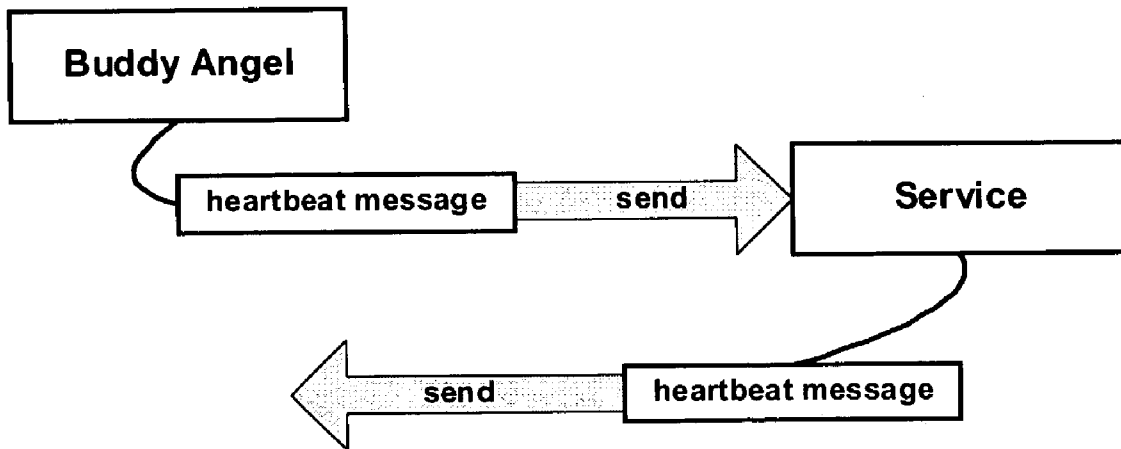 Buddy Angel
heartbeat message
send
Service
send
heartbeat message